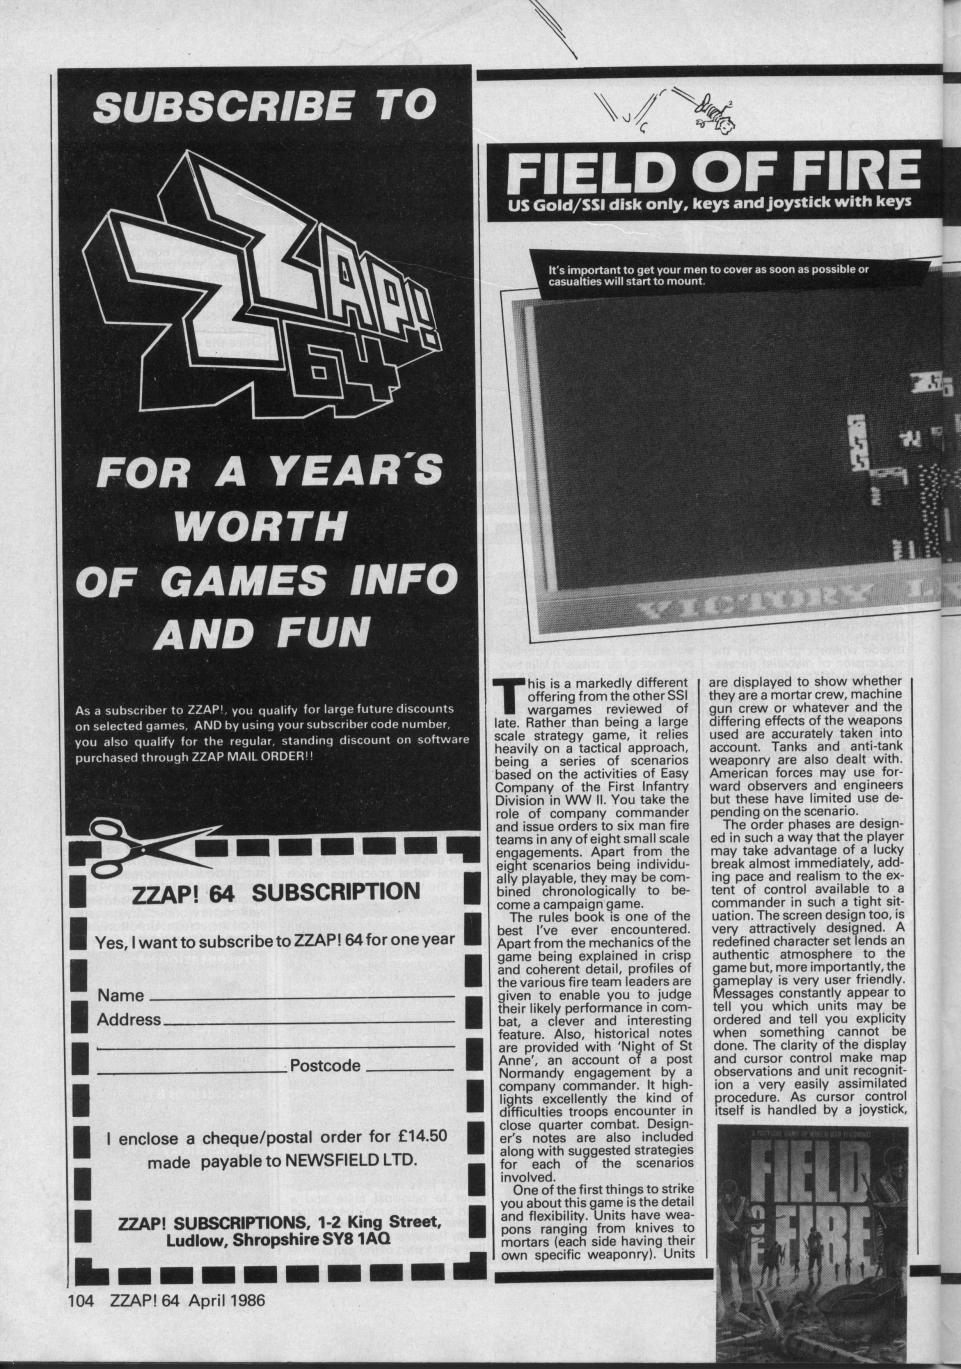 SUBSCRIBE TO
ZZAP!!
64
FOR A YEAR'S
WORTH
OF GAMES INFO
AND FUN
As a subscriber to ZZAP!, you qualify for large future discounts
on selected games, AND by using your subscriber code number,
you also qualify for the regular, standing discount on software
purchased through ZZAP MAIL ORDER!!
ZZAP! 64 SUBSCRIPTION
Yes, I want to subscribe to ZZAP! 64 for one year
Name
Address
Postcode
I enclose a cheque/postal order for £14.50
made payable to NEWSFIELD LTD.
ZZAP! SUBSCRIPTIONS, 1-2 King Street,
Ludlow, Shropshire SY8 1AQ
104 ZZAP! 64 April 1986
FIELD OF FIRE
US Gold/SSI disk only, keys and joystick with keys
It's important to get your men to cover as soon as possible or
casualties will start to mount.
VICTORY
This is a markedly different
offering from the other SSI
wargames reviewed of
late. Rather than being a large
scale strategy game, it relies
heavily on a tactical approach,
being a series of scenarios
based on the activities of Easy
Company of the First Infantry
Division in WW II. You take the
role of company commander
and issue orders to six man fire
teams in any of eight small scale
engagements. Apart from the
eight scenarios being individu-
ally playable, they may be com-
bined chronologically to be-
come a campaign game.
The rules book is one of the
best I've ever encountered.
Apart from the mechanics of the
game being explained in crisp
and coherent detail, profiles of
the various fire team leaders are
given to enable you to judge
their likely performance in com-
bat, a clever and interesting
feature. Also, historical notes
are provided with 'Night of St
Anne', an account of a post
Normandy engagement by a
company commander. It high-
lights excellently the kind of
difficulties troops encounter in
close quarter combat. Design-
er's notes are also included
along with suggested strategies
for each of the scenarios
involved.
One of the first things to strike
you about this game is the detail
and flexibility. Units have wea-
pons ranging from knives to
mortars (each side having their
own specific weaponry). Units
are displayed to show whether
they are a mortar crew, machine
gun crew or whatever and the
differing effects of the weapons
used are accurately taken into
account. Tanks and anti-tank
weaponry are also dealt with.
American forces may use for-
ward observers and engineers
but these have limited use de-
pending on the scenario.
The order phases are design-
ed in such a way that the player
may take advantage of a lucky
break almost immediately, add-
ing pace and realism to the ex-
tent of control available to a
commander in such a tight sit-
uation. The screen design too, is
very attractively designed. A
redefined character set lends an
authentic atmosphere to the
game but, more importantly, the
gameplay is very user friendly.
Messages constantly appear to
tell you which units may be
ordered and tell you explicity
when something cannot be
done. The clarity of the display
and cursor control make map
observations and unit recognit-
ion a very easily assimilated
procedure. As cursor control
itself is handled by a joystick,
FIELD
OF
FIRE